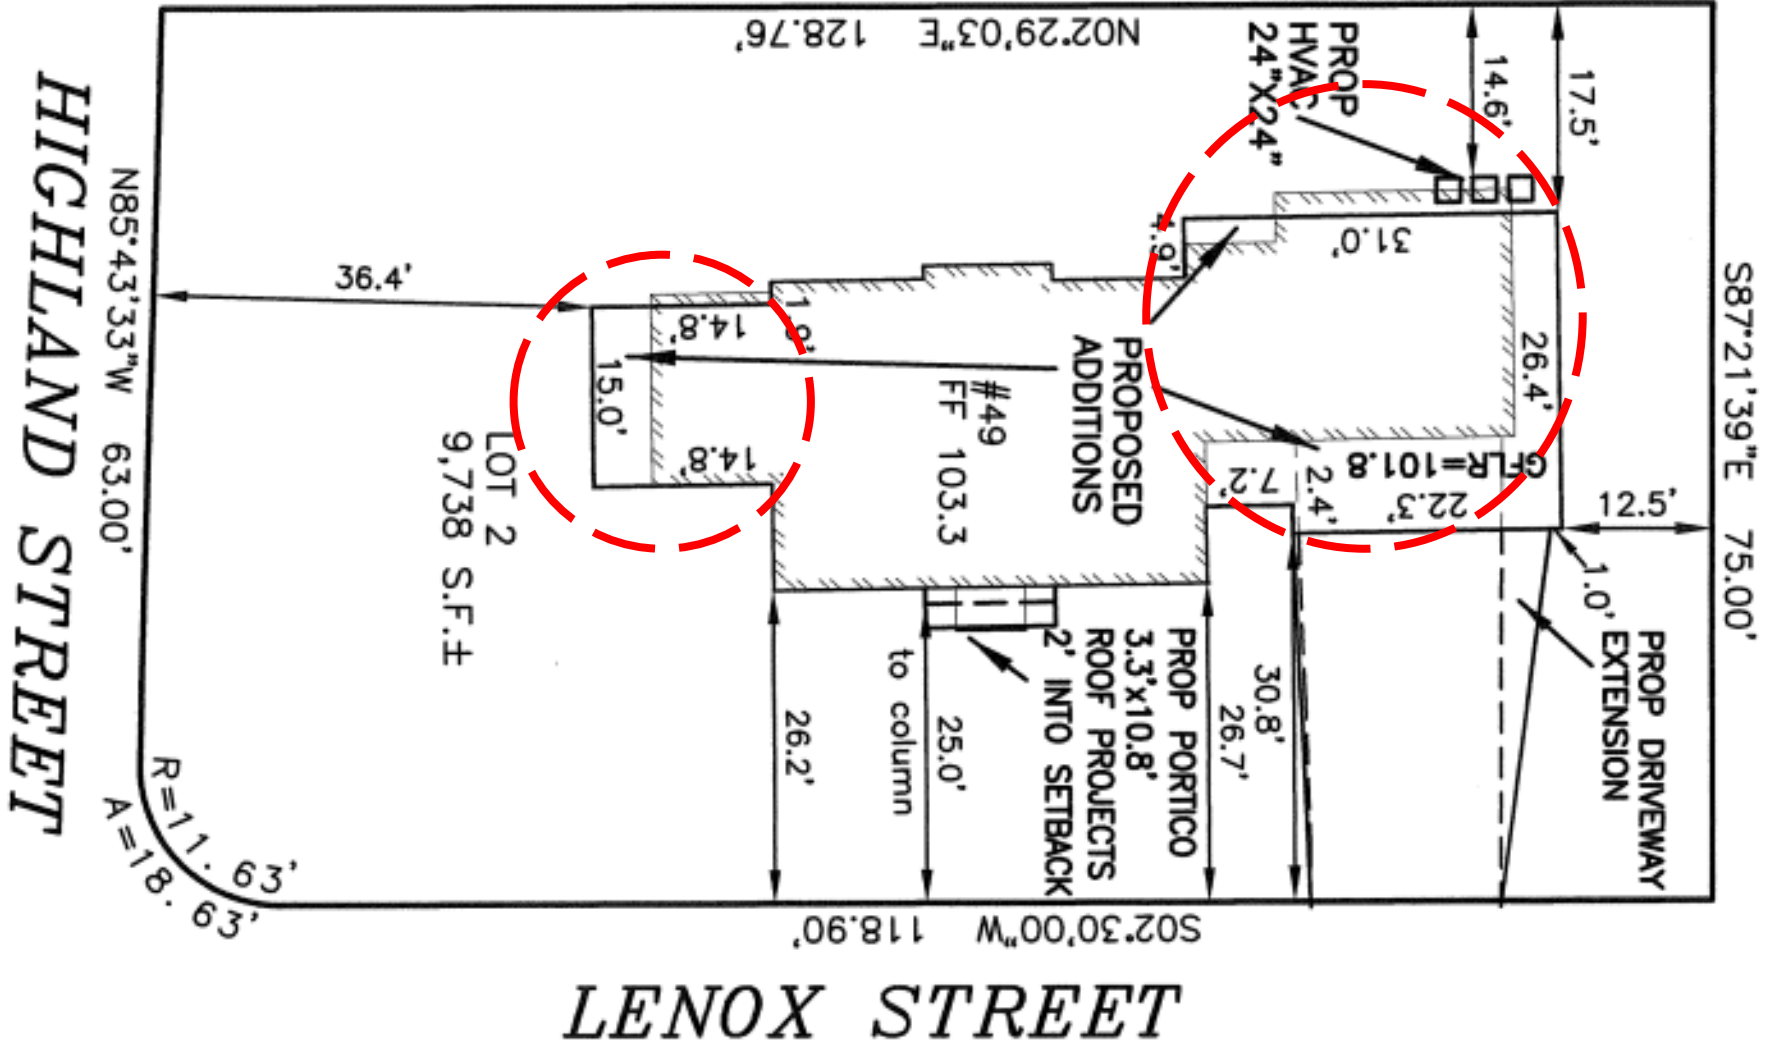 N02°29'03"E 128.76'
PROP
HVAC
24"X24"
14.6'
17.5'
HIGHLAND STREET
N85°43'33"W 63.00'
36.4'
14.8'
1.8'
15.0'
14.8'
LOT 2
9,738 S.F.±
#49
FF 103.3
PROPOSED
ADDITIONS
4.9'
31.0'
26.4'
S87°21'39"E 75.00'
GFLR=101.8
7.2'
2.4'
22.3'
12.5'
1.0'
PROP DRIVEWAY
EXTENSION
PROP PORTICO
3.3'x10.8'
ROOF PROJECTS
2' INTO SETBACK
30.8'
26.7'
25.0'
to column
26.2'
R=11.63'
A=18.63'
S02°30'00"W 118.90'
LENOX STREET